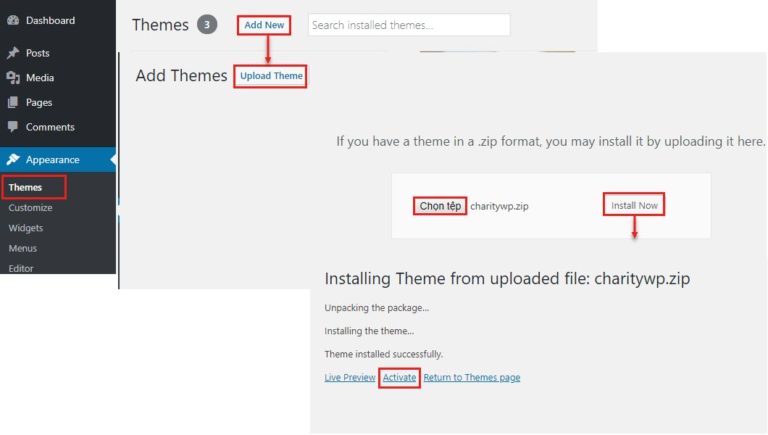 Dashboard
Posts
Media
Pages
Comments
Appearance
Themes
Customize
Widgets
Menus
Editor
Themes 3 Add New Search installed themes...
Add Themes Upload Theme
If you have a theme in a .zip format, you may install it by uploading it here.
Chọn tệp charitywp.zip Install Now
Installing Theme from uploaded file: charitywp.zip
Unpacking the package...
Installing the theme...
Theme installed successfully.
Live Preview Activate Return to Themes page